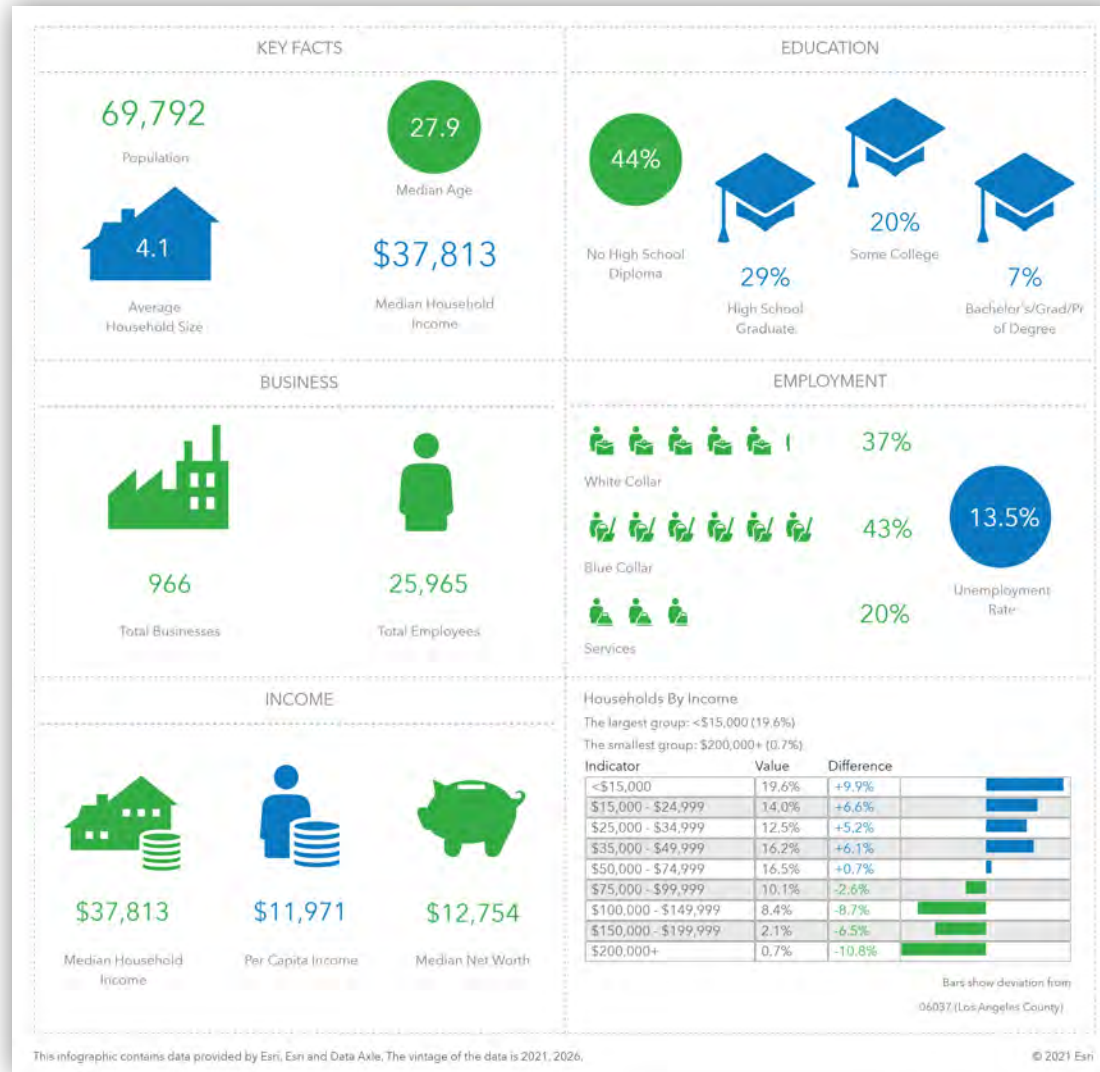 KEY FACTS
69,792
Population
27.9
Median Age
4.1
Average
Household Size
$37,813
Median Household
Income
EDUCATION
44%
No High School
Diploma
29%
High School
Graduate
20%
Some College
7%
Bachelor's/Grad/Pr
of Degree
BUSINESS
966
Total Businesses
25,965
Total Employees
EMPLOYMENT
37%
White Collar
43%
Blue Collar
20%
Services
13.5%
Unemployment
Rate
INCOME
$37,813
Median Household
Income
$11,971
Per Capita Income
$12,754
Median Net Worth
Households By Income
The largest group: <$15,000 (19.6%)
The smallest group: $200,000+ (0.7%)
Indicator Value Difference
<$15,000 19.6% +9.9%
$15,000 - $24,999 14.0% +6.6%
$25,000 - $34,999 12.5% +5.2%
$35,000 - $49,999 16.2% +6.1%
$50,000 - $74,999 16.5% +0.7%
$75,000 - $99,999 10.1% -2.6%
$100,000 - $149,999 8.4% -8.7%
$150,000 - $199,999 2.1% -6.5%
$200,000+ 0.7% -10.8%
Bars show deviation from
06037 (Los Angeles County)
This infographic contains data provided by Esri, Esri and Data Axle. The vintage of the data is 2021, 2026.
© 2021 Esri